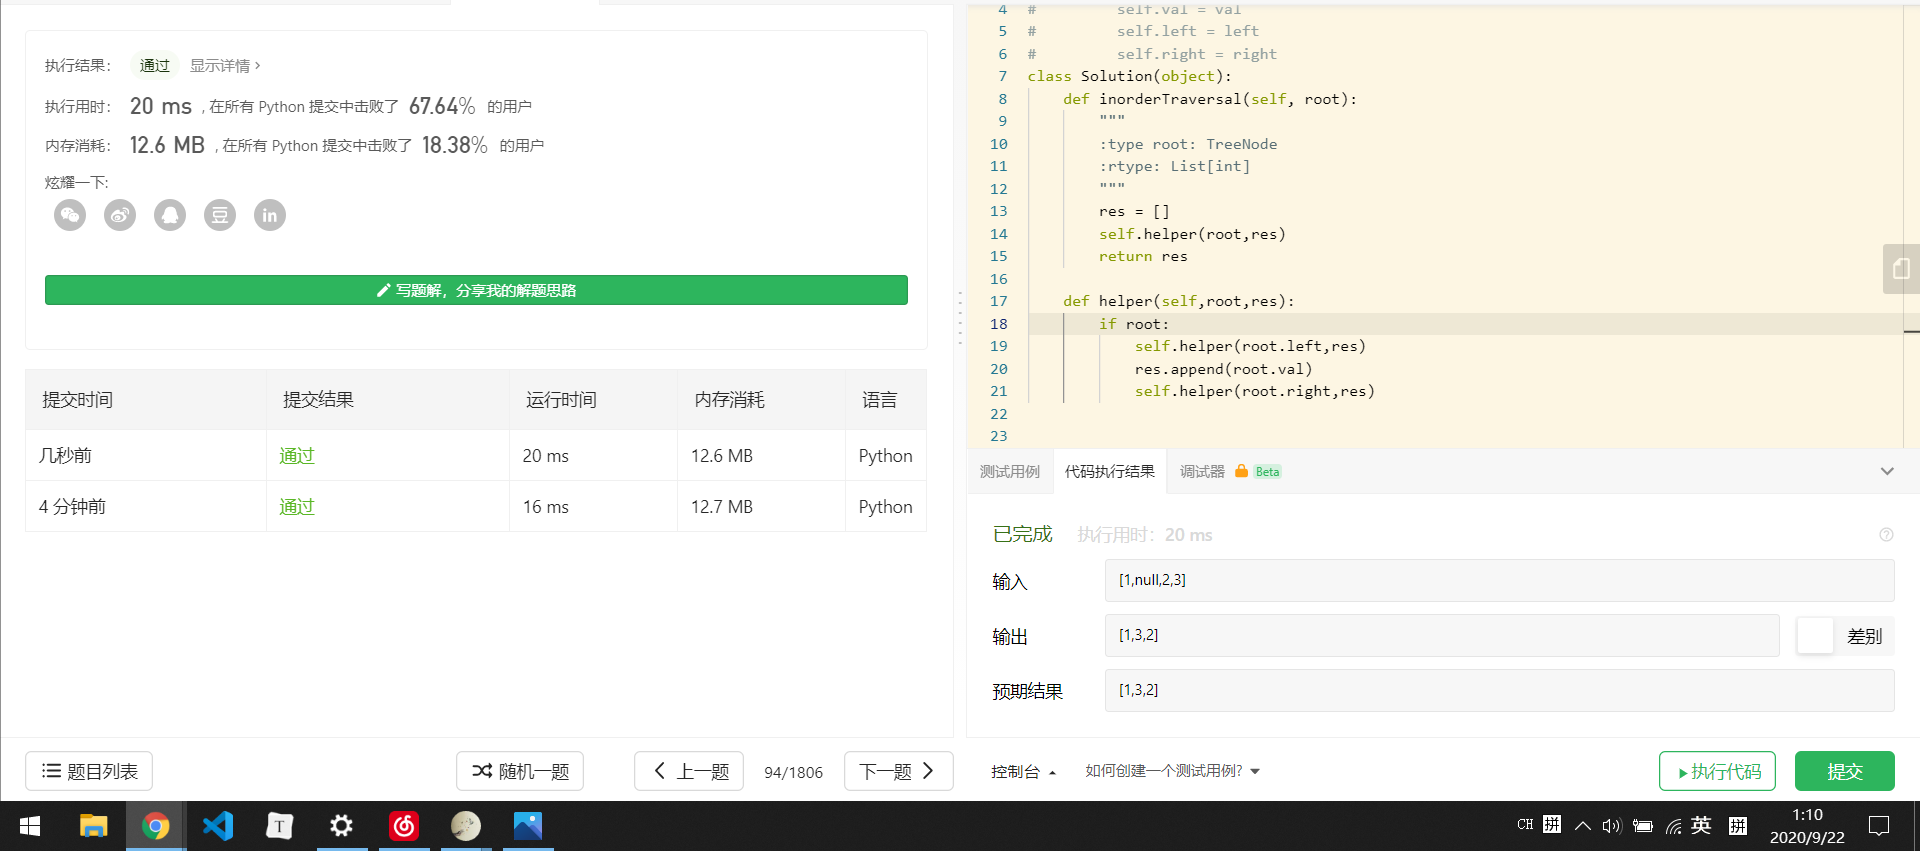 执行结果： 通过 显示详情 >
执行用时： 20 ms , 在所有 Python 提交中击败了 67.64% 的用户
内存消耗： 12.6 MB , 在所有 Python 提交中击败了 18.38% 的用户
炫耀一下:
豆 in
写题解，分享我的解题思路
提交时间 提交结果 运行时间 内存消耗 语言
几秒前 通过 20 ms 12.6 MB Python
4 分钟前 通过 16 ms 12.7 MB Python
题目列表 随机一题 上一题 94/1806 下一题
4 #         self.val = val
5 #         self.left = left
6 #         self.right = right
7 class Solution(object):
8     def inorderTraversal(self, root):
9         """
10         :type root: TreeNode
11         :rtype: List[int]
12         """
13         res = []
14         self.helper(root,res)
15         return res
16
17     def helper(self,root,res):
18         if root:
19             self.helper(root.left,res)
20             res.append(root.val)
21             self.helper(root.right,res)
22
23
测试用例 代码执行结果 调试器 Beta
已完成 执行用时： 20 ms
输入 [1,null,2,3]
输出 [1,3,2] 差别
预期结果 [1,3,2]
控制台 如何创建一个测试用例? 执行代码 提交
T CH 拼 英 拼 1:10
2020/9/22